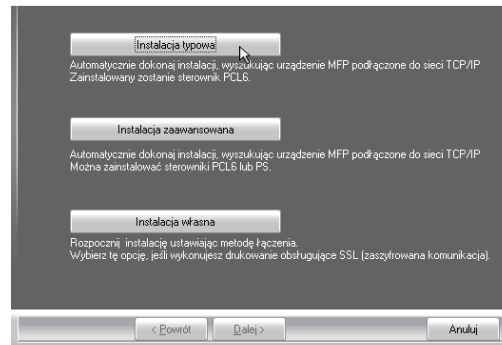 Instalacja typowa
Automatycznie dokonaj instalacji, wyszukując urządzenie MFP podłączone do sieci TCP/IP
Zainstalowany zostanie sterownik PCL6.
Instalacja zaawansowana
Automatycznie dokonaj instalacji, wyszukując urządzenie MFP podłączone do sieci TCP/IP
Można zainstalować sterowniki PCL6 lub PS.
Instalacja własna
Rozpocznij instalację ustawiając metodę łączenia.
Wybierz tę opcję, jeśli wykonujesz drukowanie obsługujące SSL (zaszyfrowana komunikacja).
< Powrót Dalej > Anuluj